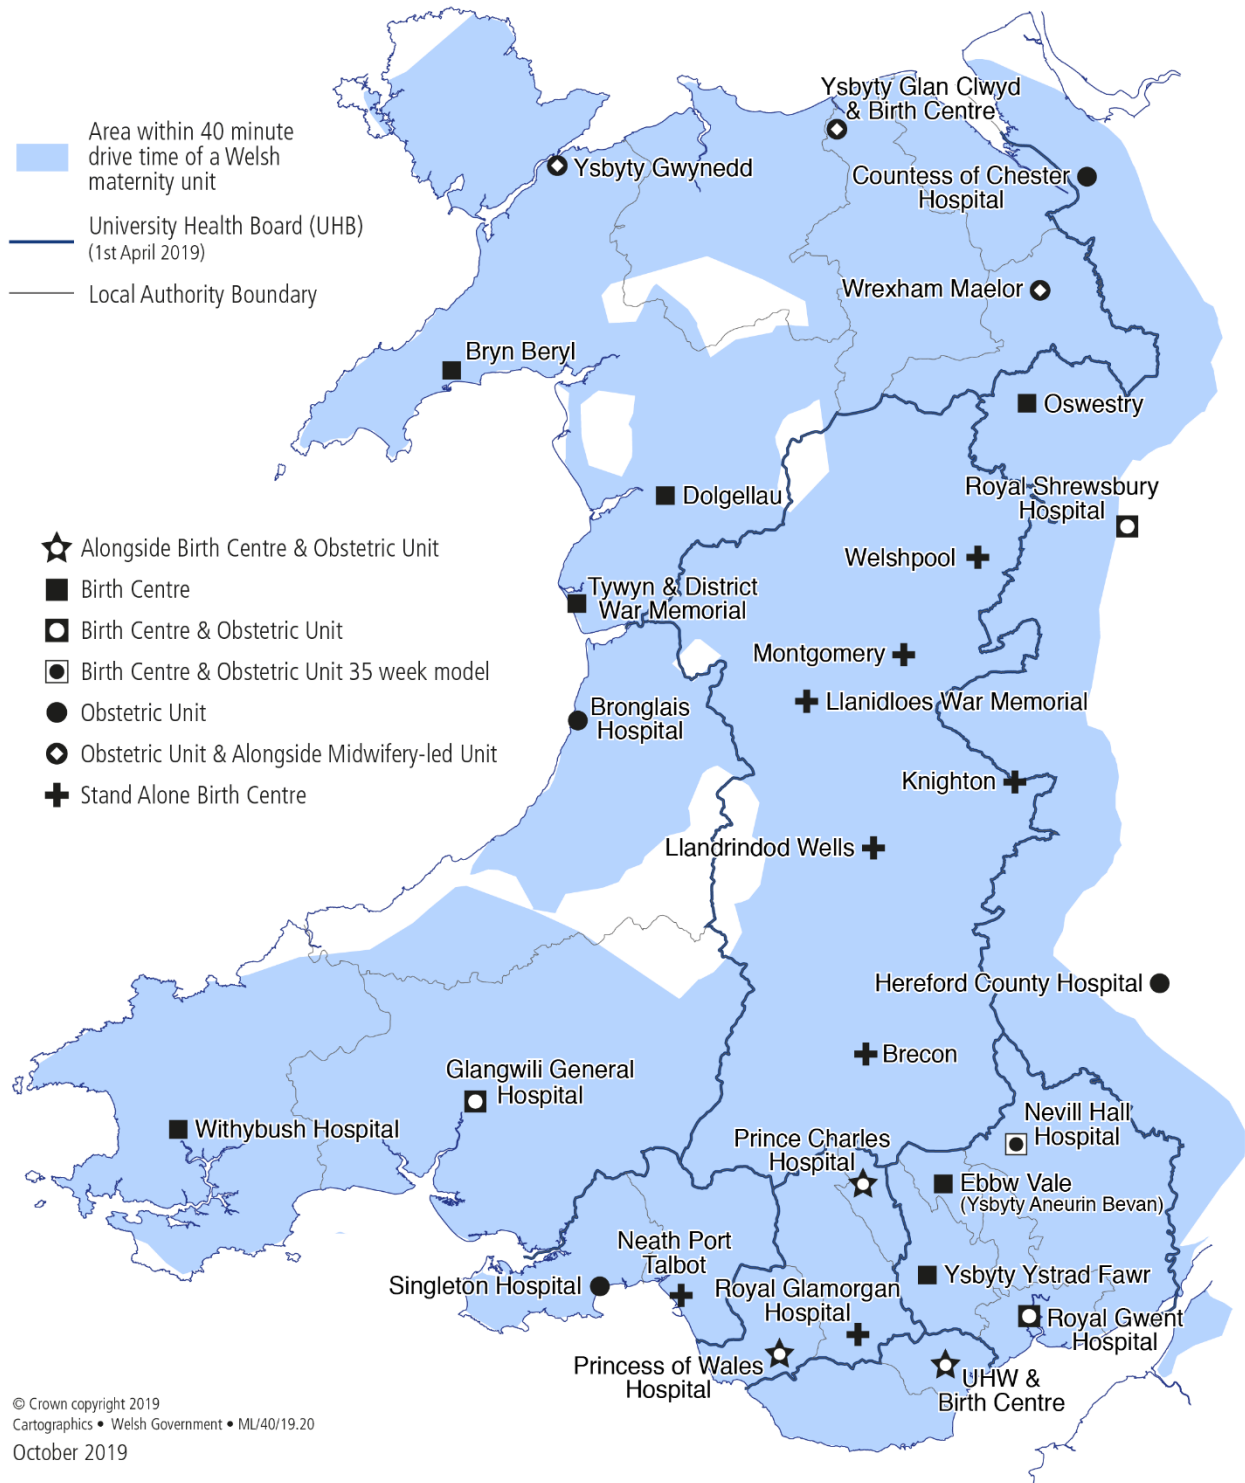 Area within 40 minute
drive time of a Welsh
maternity unit
University Health Board (UHB)
(1st April 2019)
Local Authority Boundary
Ysbyty Glan Clwyd
& Birth Centre
Ysbyty Gwynedd
Countess of Chester
Hospital
Wrexham Maelor
Bryn Beryl
Oswestry
Royal Shrewsbury
Hospital
Dolgellau
Alongside Birth Centre & Obstetric Unit
Birth Centre
Birth Centre & Obstetric Unit
Birth Centre & Obstetric Unit 35 week model
Obstetric Unit
Obstetric Unit & Alongside Midwifery-led Unit
Stand Alone Birth Centre
Welshpool
Tywyn & District
War Memorial
Montgomery
Llanidloes War Memorial
Bronglais
Hospital
Knighton
Llandrindod Wells
Hereford County Hospital
Brecon
Glangwili General
Hospital
Withybush Hospital
Nevill Hall
Hospital
Prince Charles
Hospital
Ebbw Vale
(Ysbyty Aneurin Bevan)
Neath Port
Talbot
Singleton Hospital
Ysbyty Ystrad Fawr
Royal Glamorgan
Hospital
Royal Gwent
Hospital
Princess of Wales
Hospital
UHW &
Birth Centre
© Crown copyright 2019
Cartographics • Welsh Government • ML/40/19.20
October 2019